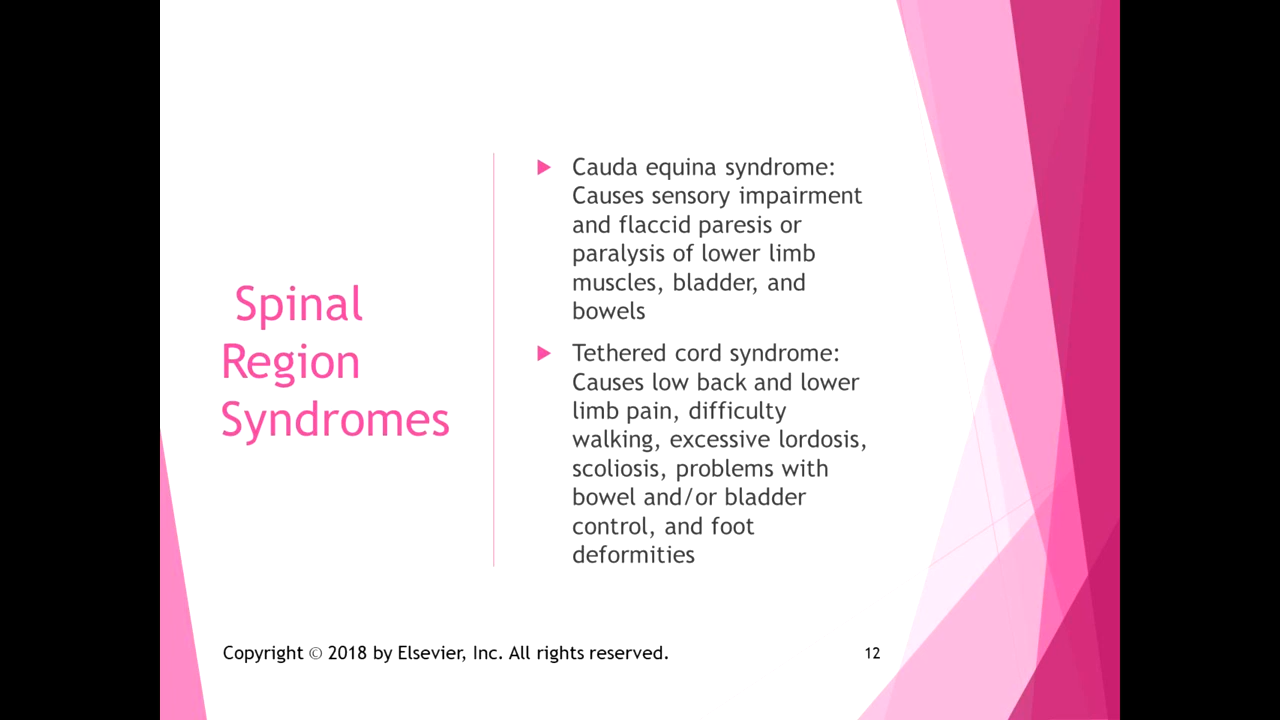 Spinal
Region
Syndromes
Cauda equina syndrome:
Causes sensory impairment
and flaccid paresis or
paralysis of lower limb
muscles, bladder, and
bowels
Tethered cord syndrome:
Causes low back and lower
limb pain, difficulty
walking, excessive lordosis,
scoliosis, problems with
bowel and/or bladder
control, and foot
deformities
Copyright © 2018 by Elsevier, Inc. All rights reserved.
12